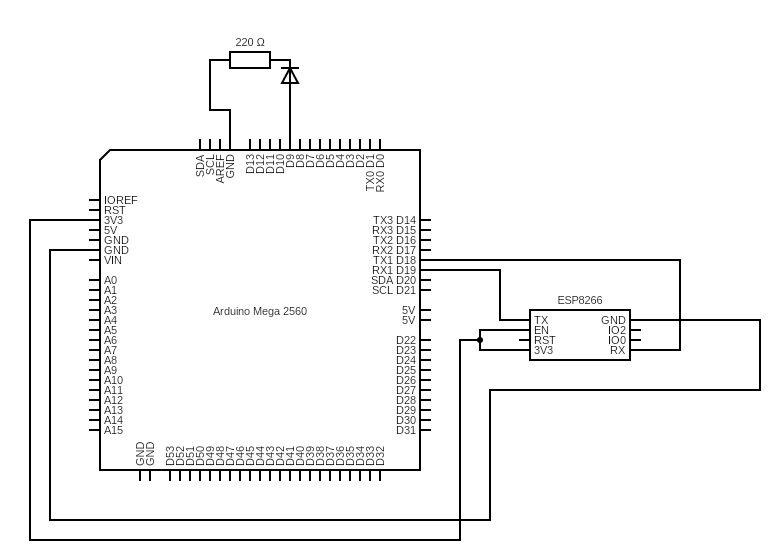 220 Ω
SDA
SCL
AREF
GND
D13
D12
D11
D10
D9
D8
D7
D6
D5
D4
D3
D2
TX0 D1
RX0 D0
IOREF
RST
3V3
5V
GND
GND
VIN
A0
A1
A2
A3
A4
A5
A6
A7
A8
A9
A10
A11
A12
A13
A14
A15
Arduino Mega 2560
TX3 D14
RX3 D15
TX2 D16
RX2 D17
TX1 D18
RX1 D19
SDA D20
SCL D21
5V
5V
D22
D23
D24
D25
D26
D27
D28
D29
D30
D31
GND
GND
D53
D52
D51
D50
D49
D48
D47
D46
D45
D44
D43
D42
D41
D40
D39
D38
D37
D36
D35
D34
D33
D32
ESP8266
TX
EN
RST
3V3
GND
IO2
IO0
RX